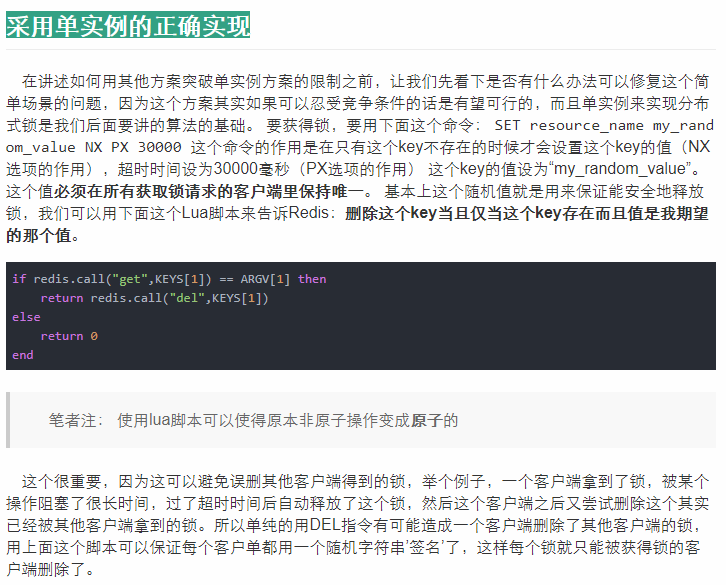 采用单实例的正确实现
在讲述如何用其他方案突破单实例方案的限制之前，让我们先看下是否有什么办法可以修复这个简
单场景的问题，因为这个方案其实如果可以忍受竞争条件的话是有望可行的，而且单实例来实现分布
式锁是我们后面要讲的算法的基础。 要获得锁，要用下面这个命令： SET resource_name my_rand
om_value NX PX 30000 这个命令的作用是在只有这个key不存在的时候才会设置这个key的值（NX
选项的作用），超时时间设为30000毫秒（PX选项的作用） 这个key的值设为“my_random_value”。
这个值必须在所有获取锁请求的客户端里保持唯一。 基本上这个随机值就是用来保证能安全地释放
锁，我们可以用下面这个Lua脚本来告诉Redis：删除这个key当且仅当这个key存在而且值是我期望
的那个值。
if redis.call("get",KEYS[1]) == ARGV[1] then
    return redis.call("del",KEYS[1])
else
    return 0
end
笔者注： 使用lua脚本可以使得原本非原子操作变成原子的
这个很重要，因为这可以避免误删其他客户端得到的锁，举个例子，一个客户端拿到了锁，被某个
操作阻塞了很长时间，过了超时时间后自动释放了这个锁，然后这个客户端之后又尝试删除这个其实
已经被其他客户端拿到的锁。所以单纯的用DEL指令有可能造成一个客户端删除了其他客户端的锁，
用上面这个脚本可以保证每个客户单都用一个随机字符串’签名’了，这样每个锁就只能被获得锁的客
户端删除了。